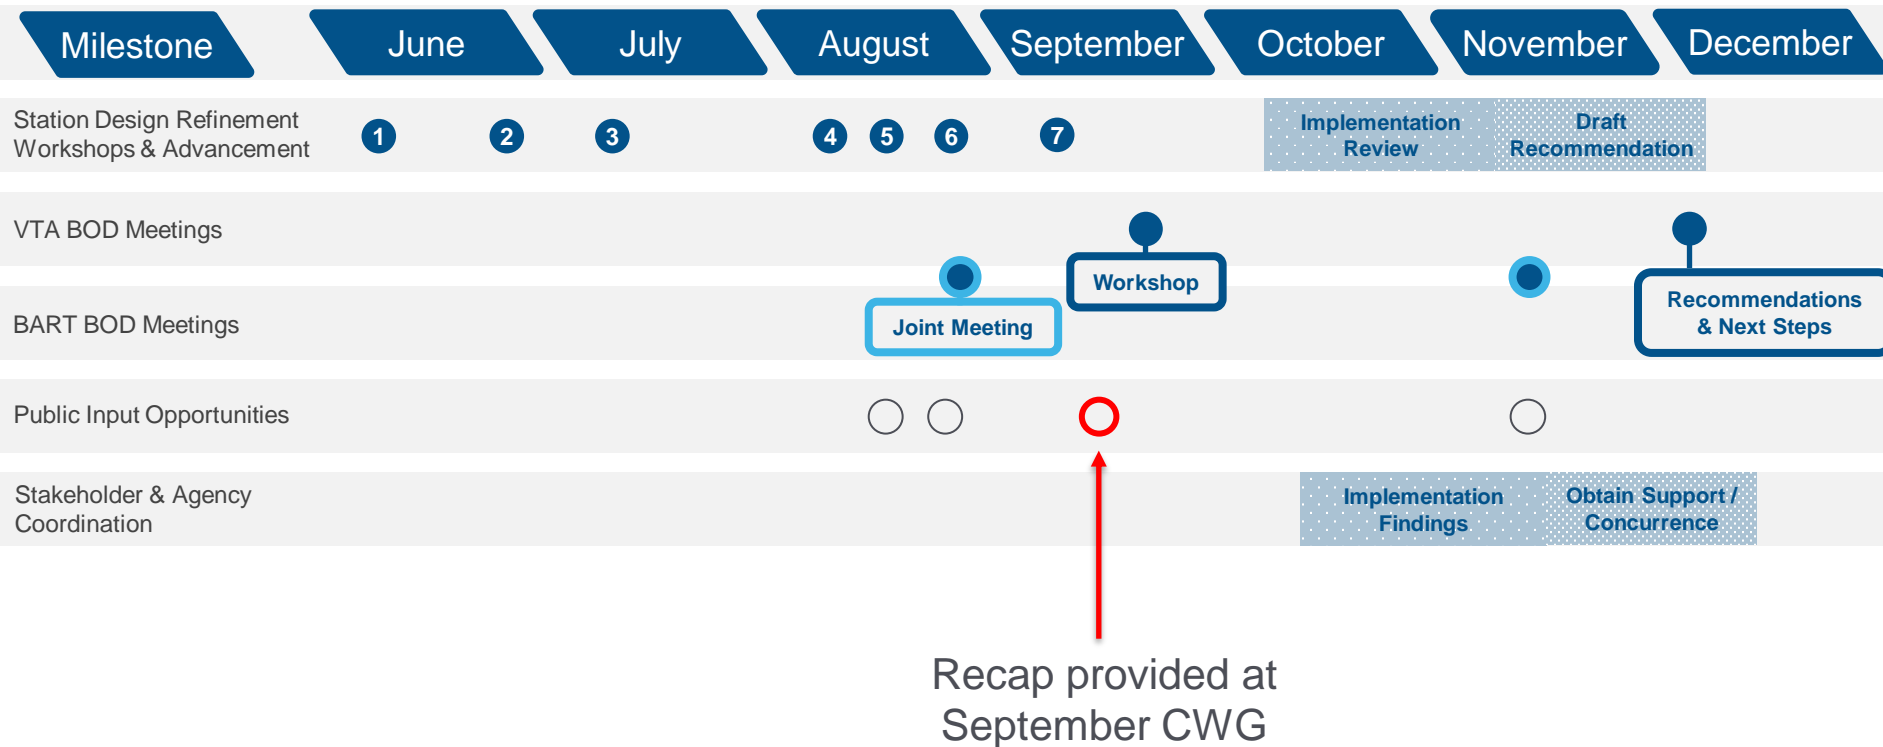 Milestone
June
July
August
September
October
November
December
Station Design Refinement
Workshops & Advancement
1
2
3
4
5
6
7
Implementation
Review
Draft
Recommendation
VTA BOD Meetings
Workshop
BART BOD Meetings
Joint Meeting
Recommendations
& Next Steps
Public Input Opportunities
Stakeholder & Agency
Coordination
Implementation
Findings
Obtain Support /
Concurrence
Recap provided at
September CWG